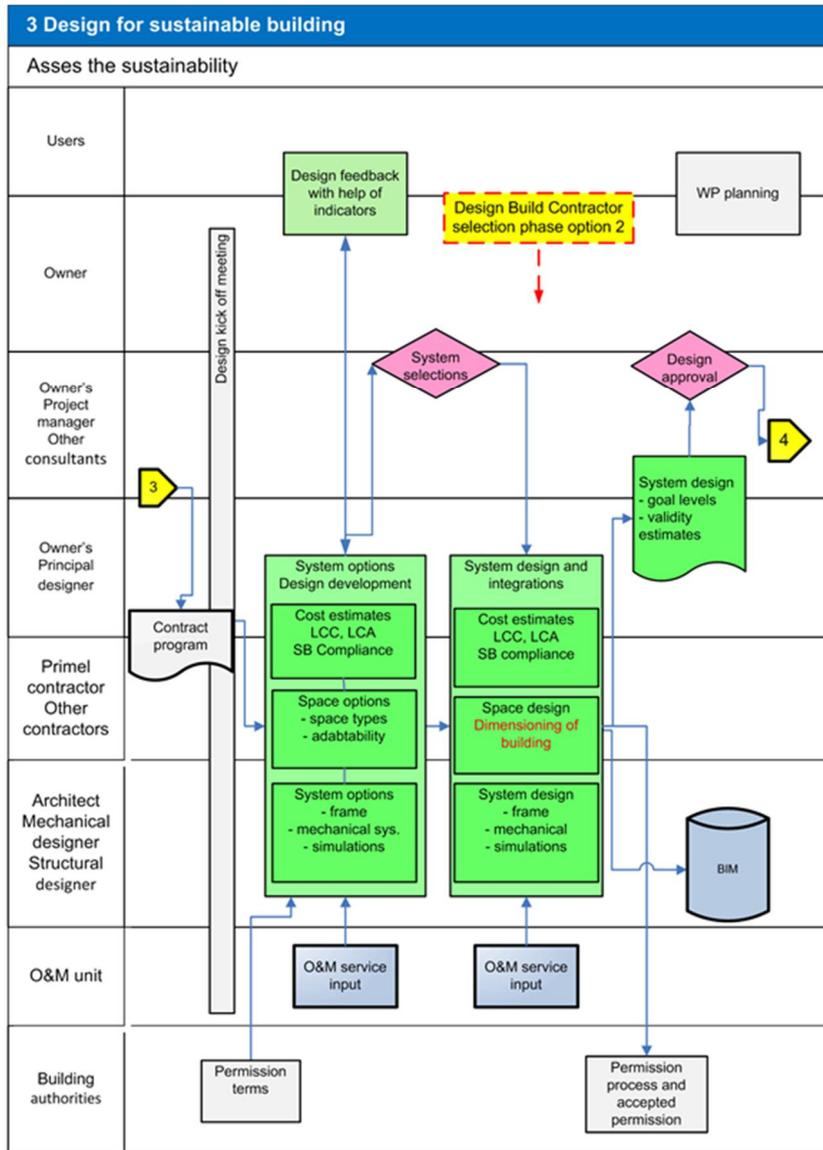 3 Design for sustainable building
Asses the sustainability
Users
Design feedback
with help of
indicators
Design Build Contractor
selection phase option 2
WP planning
Owner
Design kick off meeting
Owner's
Project
manager
Other
consultants
System
selections
Design
approval
4
3
System design
- goal levels
- validity
estimates
Owner's
Principal
designer
Contract
program
System options
Design development
Cost estimates
LCC, LCA
SB Compliance
Space options
- space types
- adabtability
System options
- frame
- mechanical sys.
- simulations
System design and
integrations
Cost estimates
LCC, LCA
SB compliance
Space design
Dimensioning of
building
System design
- frame
- mechanical
- simulations
Primel
contractor
Other
contractors
Architect
Mechanical
designer
Structural
designer
BIM
O&M unit
O&M service
input
O&M service
input
Building
authorities
Permission
terms
Permission
process and
accepted
permission